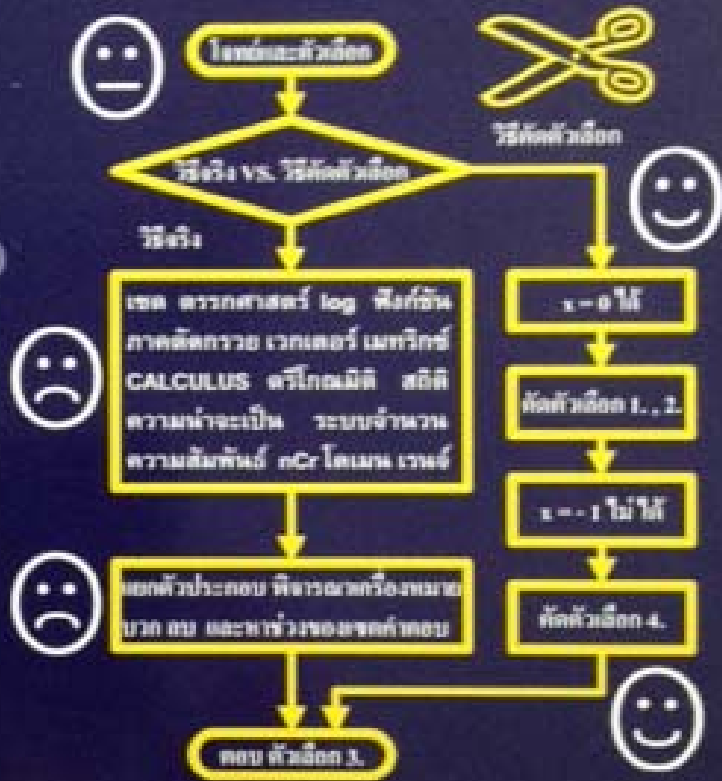 โจทย์และตัวเลือก
วิธีตัดตัวเลือก
วิธีจริง VS. วิธีตัดตัวเลือก
วิธีจริง
เซต ตรรกศาสตร์ log ฟังก์ชัน
ภาคตัดกรวย เวกเตอร์ เมทริกซ์
CALCULUS ตรีโกณมิติ สถิติ
ความน่าจะเป็น ระบบจำนวน
ความสัมพันธ์ nCr โดเมน เรนจ์
แยกตัวประกอบ พิจารณาเครื่องหมาย
บวก ลบ และหาช่วงของเซตคำตอบ
x = 0 ได้
ตัดตัวเลือก 1. , 2.
x = - 1 ไม่ได้
ตัดตัวเลือก 4.
ตอบ ตัวเลือก 3.